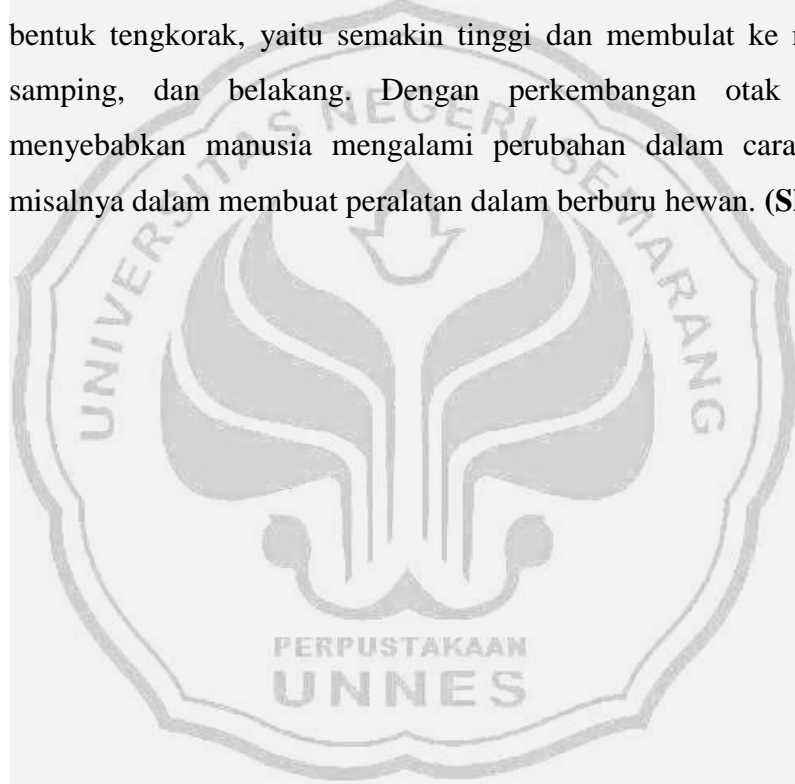 bentuk tengkorak, yaitu semakin tinggi dan membulat ke
samping, dan belakang. Dengan perkembangan otak
menyebabkan manusia mengalami perubahan dalam cara
misalnya dalam membuat peralatan dalam berburu hewan. (S
UNIVERSITAS NEGERI SEMARANG
PERPUSTAKAAN
UNNES